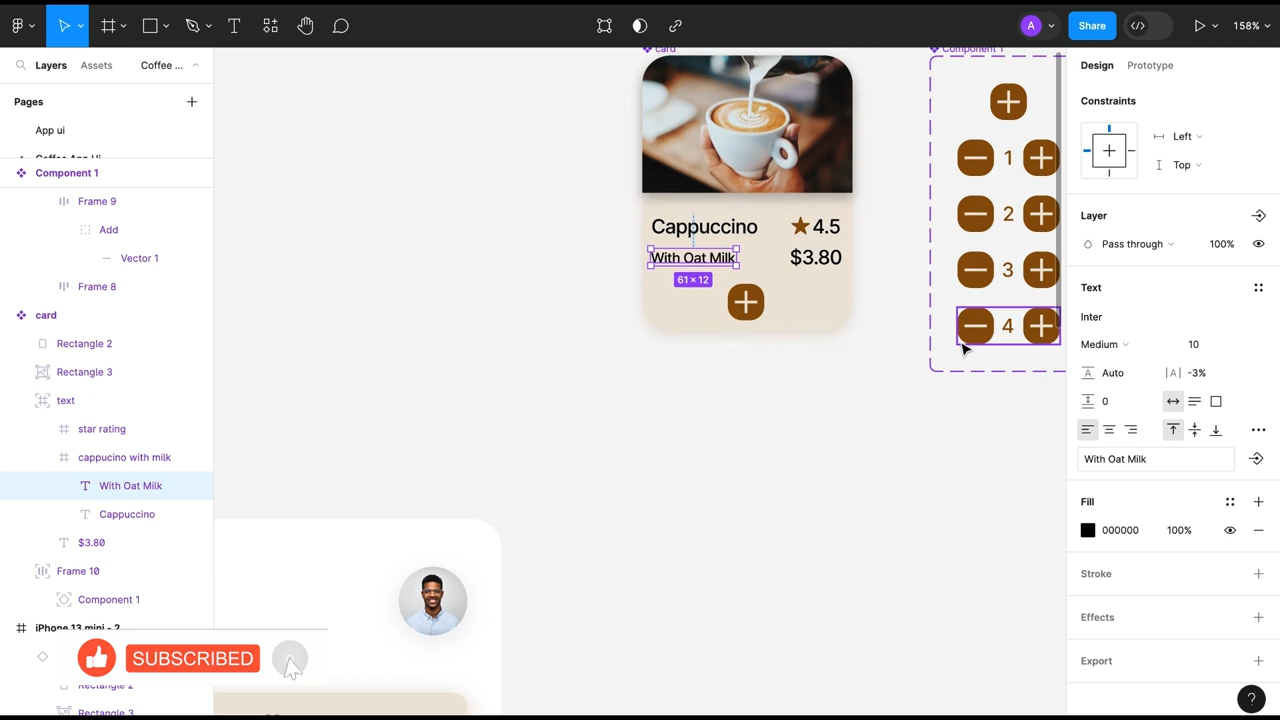 A
Share
158%
Layers
Assets
Coffee ...
Pages
App ui
Coffee App Ui
Component 1
Frame 9
Add
Vector 1
Frame 8
card
Rectangle 2
Rectangle 3
text
star rating
cappucino with milk
With Oat Milk
Cappuccino
$3.80
Frame 10
Component 1
iPhone 13 mini - 2
SUBSCRIBED
Rectangle 2
Rectangle 3
card
Cappuccino
4.5
With Oat Milk
$3.80
61 × 12
Component 1
1
2
3
4
Design
Prototype
Constraints
Left
Top
Layer
Pass through
100%
Text
Inter
Medium
10
Auto
-3%
0
With Oat Milk
Fill
000000
100%
Stroke
Effects
Export
?